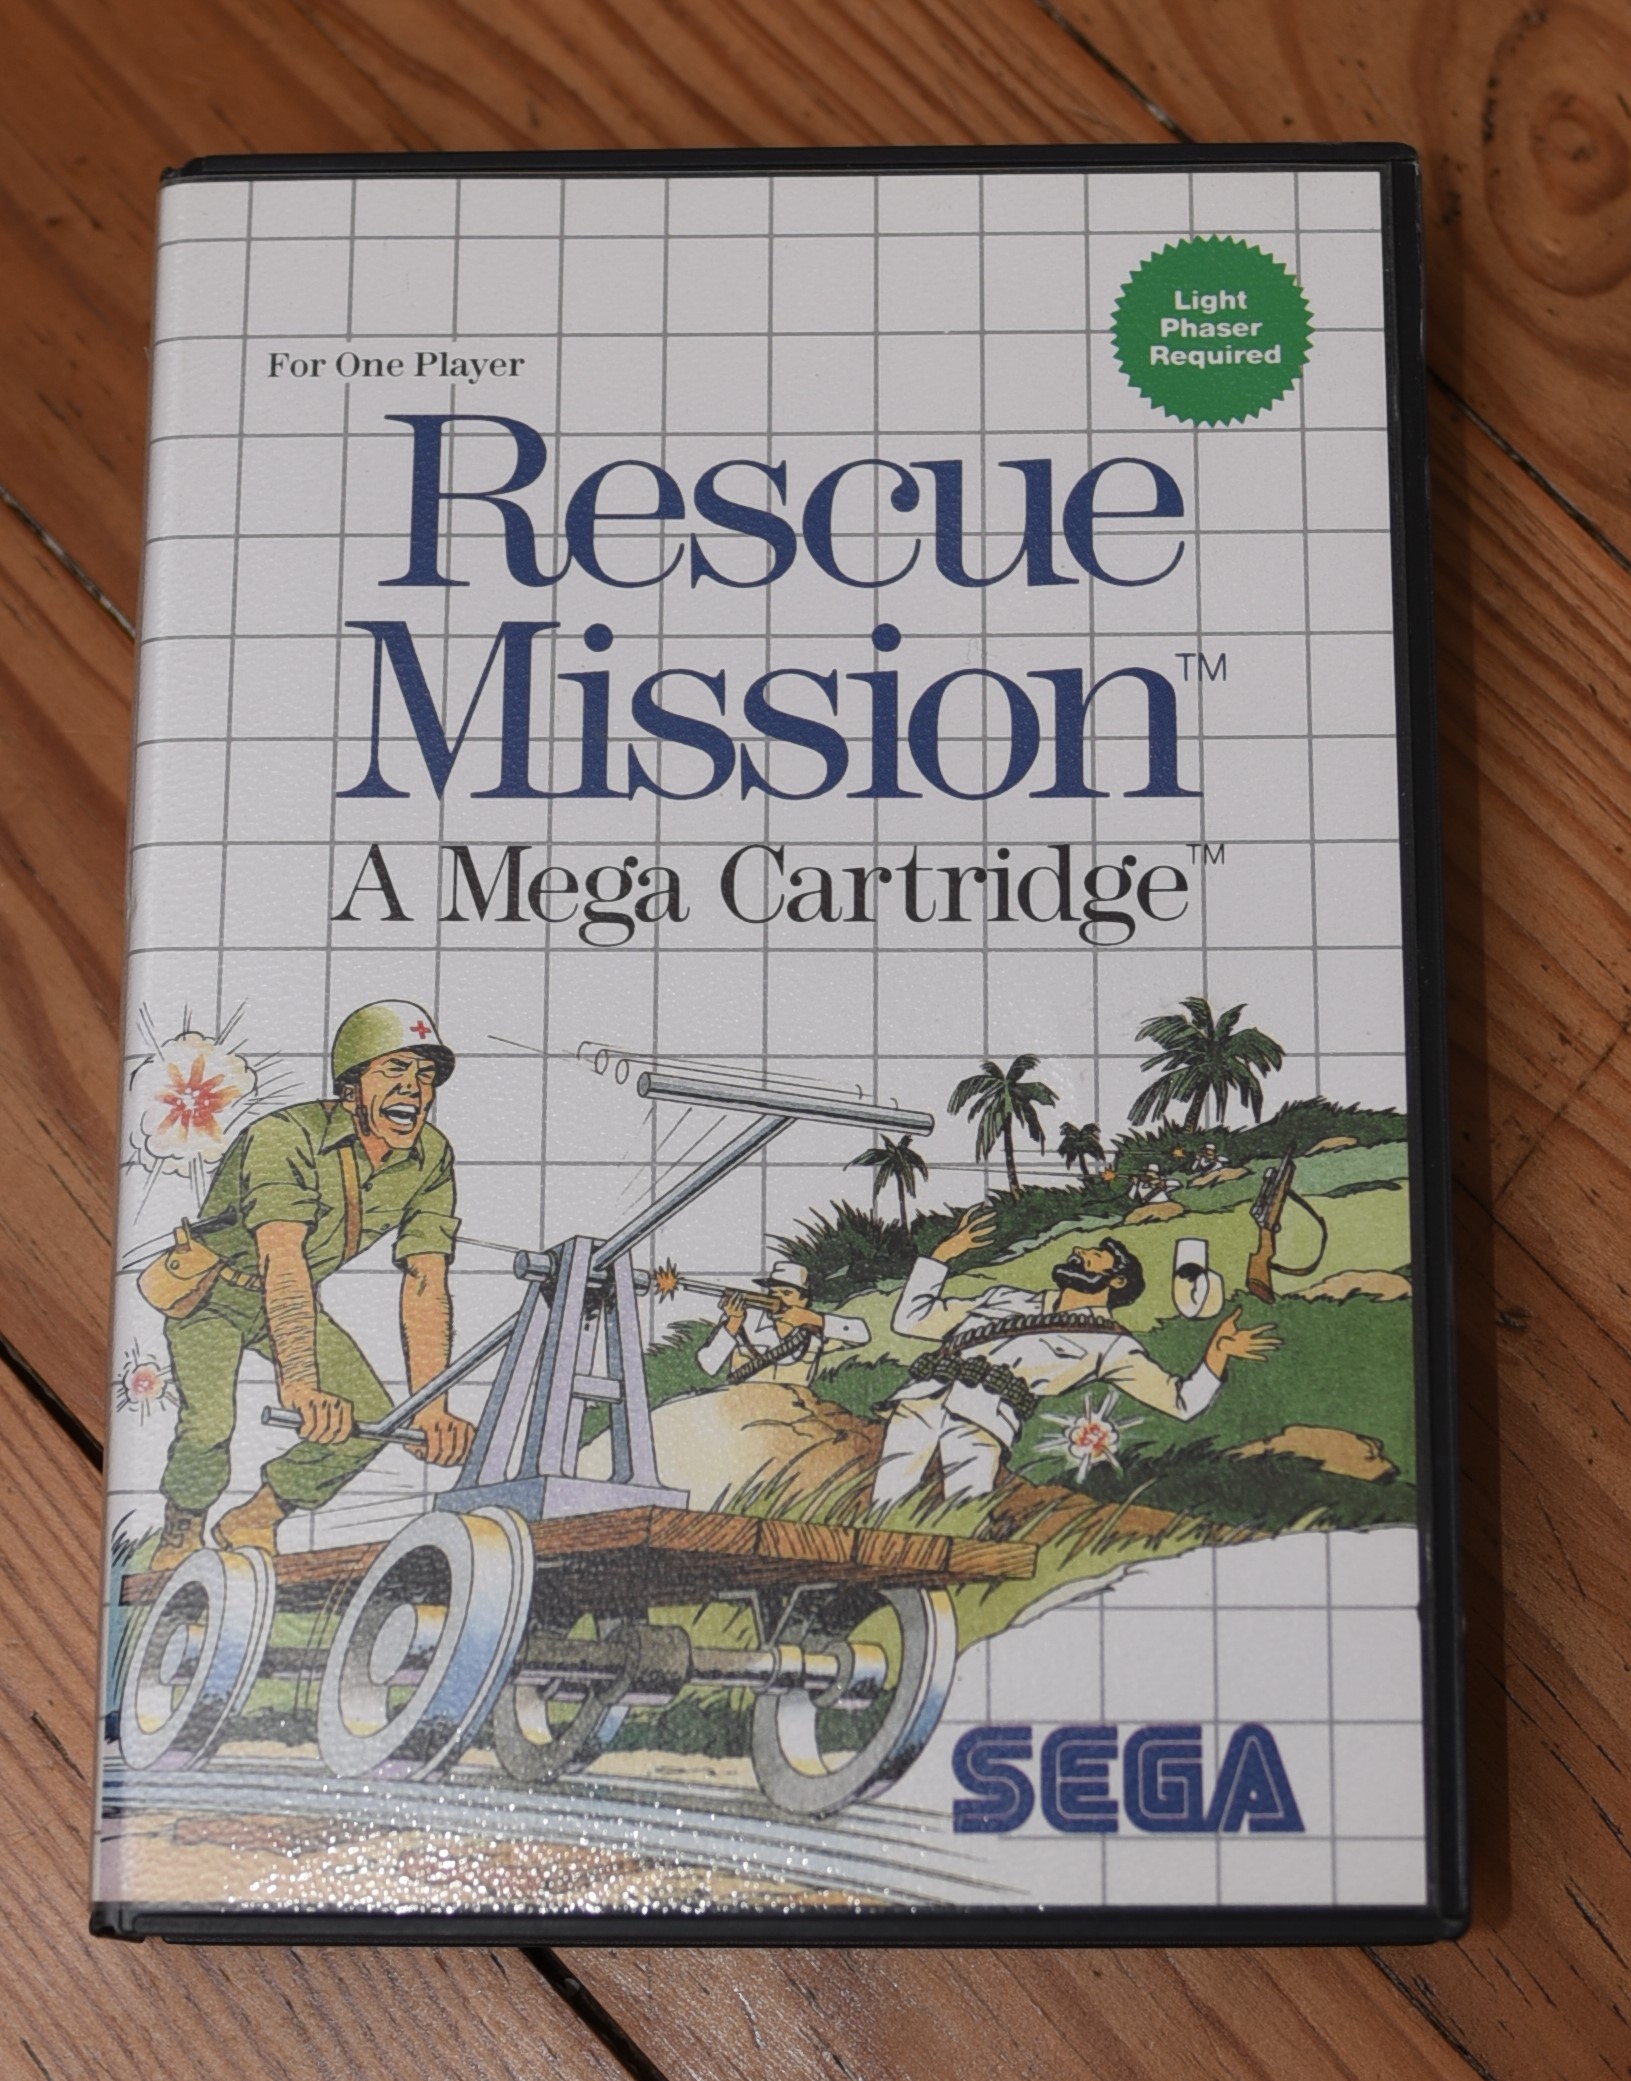 Light
Phaser
Required
For One Player
Rescue
Mission™
A Mega Cartridge™
SEGA